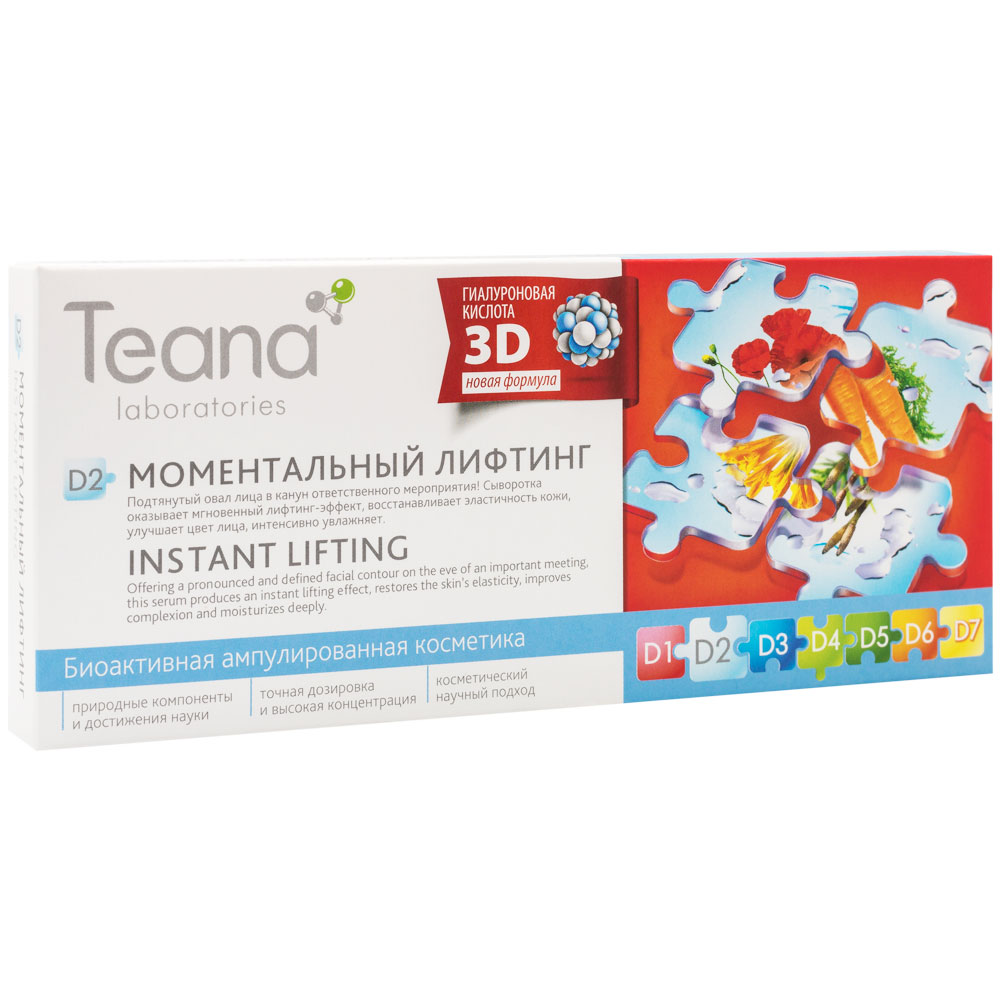 Teana
laboratories
ГИАЛУРОНОВАЯ
КИСЛОТА
3D
новая формула
D2
МОМЕНТАЛЬНЫЙ ЛИФТИНГ
Подтянутый овал лица в канун ответственного мероприятия! Сыворотка
оказывает мгновенный лифтинг-эффект, восстанавливает эластичность кожи,
улучшает цвет лица, интенсивно увлажняет.
INSTANT LIFTING
Offering a pronounced and defined facial contour on the eve of an important meeting,
this serum produces an instant lifting effect, restores the skin's elasticity, improves
complexion and moisturizes deeply.
Биоактивная ампулированная косметика
природные компоненты
и достижения науки
точная дозировка
и высокая концентрация
косметический
научный подход
D1 D2 D3 D4 D5 D6 D7
D2
МОМЕНТАЛЬНЫЙ ЛИФТИНГ